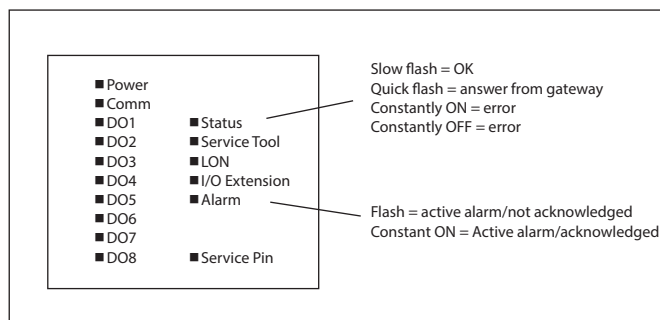 Power
Comm
DO1
DO2
DO3
DO4
DO5
DO6
DO7
DO8
Status
Service Tool
LON
I/O Extension
Alarm
Service Pin
Slow flash = OK
Quick flash = answer from gateway
Constantly ON = error
Constantly OFF = error
Flash = active alarm/not acknowledged
Constant ON = Active alarm/acknowledged